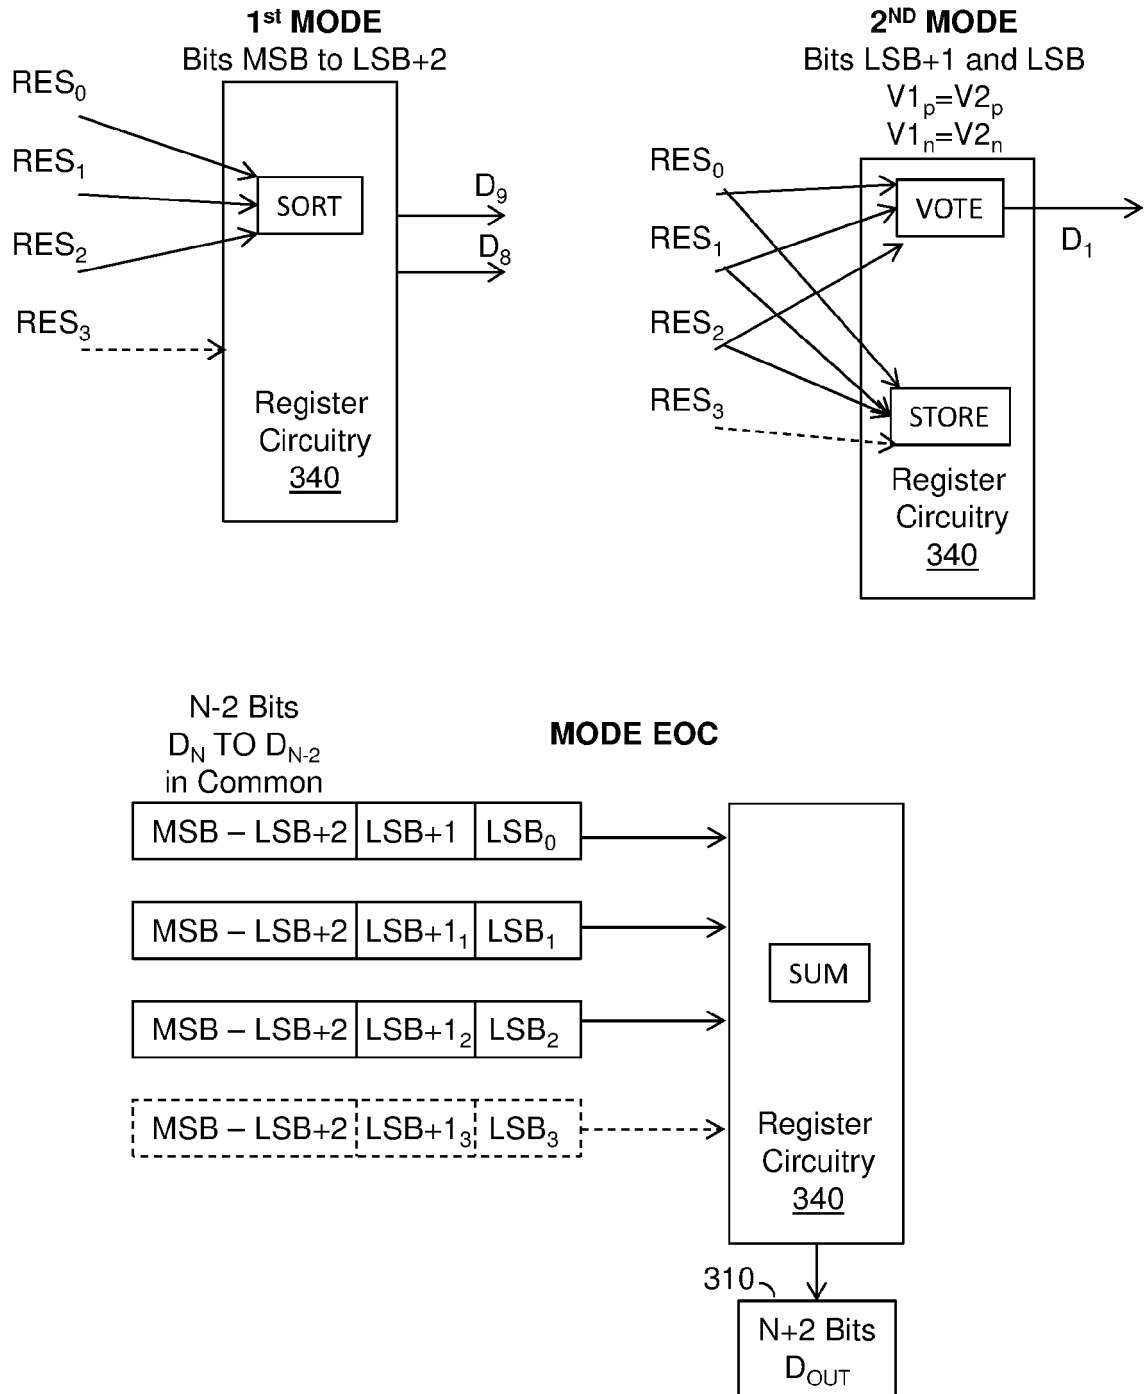 1st MODE
Bits MSB to LSB+2
RES0
RES1
RES2
RES3
SORT
D9
D8
Register
Circuitry
340
2ND MODE
Bits LSB+1 and LSB
V1p=V2p
V1n=V2n
RES0
RES1
RES2
RES3
VOTE
D1
STORE
Register
Circuitry
340
N-2 Bits
DN TO DN-2
in Common
MODE EOC
MSB – LSB+2 LSB+1 LSB0
MSB – LSB+2 LSB+11 LSB1
MSB – LSB+2 LSB+12 LSB2
MSB – LSB+2 LSB+13 LSB3
SUM
Register
Circuitry
340
310
N+2 Bits
DOUT